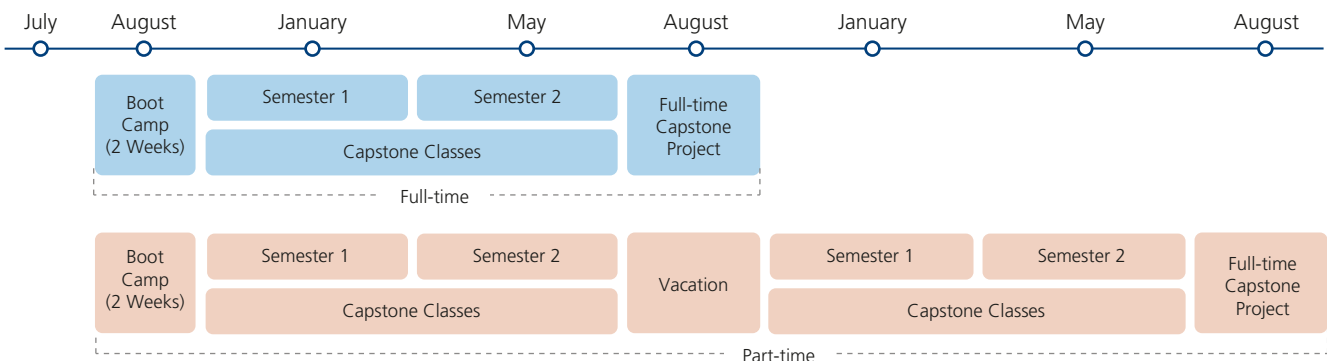 July August January May August January May August
Boot
Camp
(2 Weeks)
Semester 1
Semester 2
Capstone Classes
Full-time
Capstone
Project
Full-time
Boot
Camp
(2 Weeks)
Semester 1
Semester 2
Capstone Classes
Vacation
Semester 1
Semester 2
Capstone Classes
Full-time
Capstone
Project
Part-time